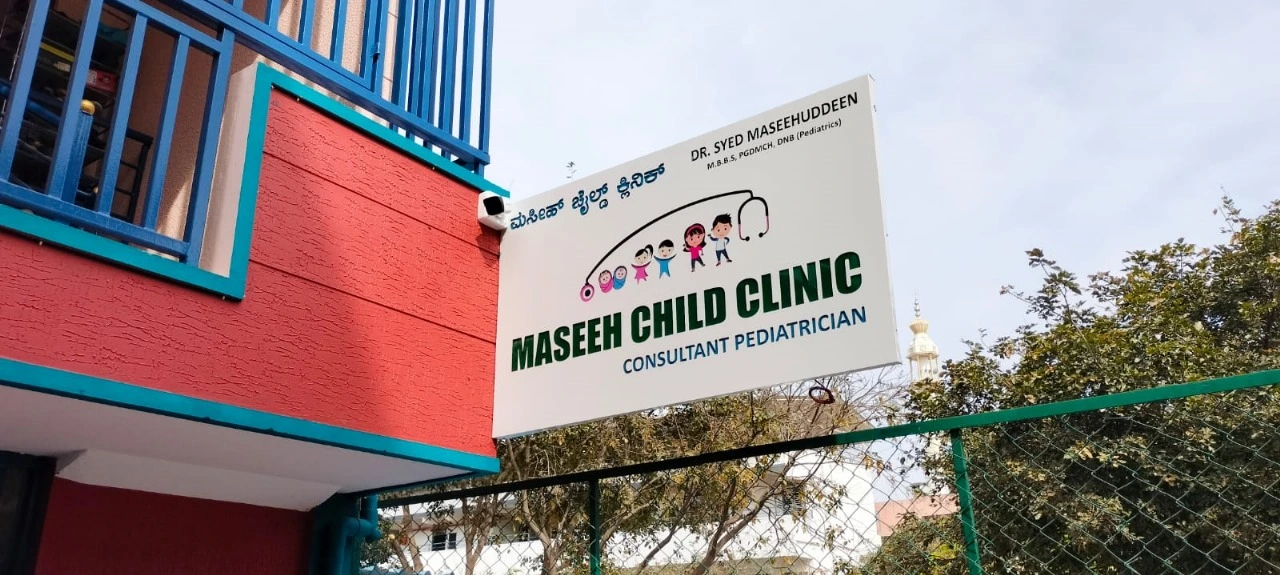 ಮಸೀಹ್ ಚೈಲ್ಡ್ ಕ್ಲಿನಿಕ್
DR. SYED MASEEHUDDEEN
M.B.B.S, PGDMCH, DNB (Pediatrics)
MASEEH CHILD CLINIC
CONSULTANT PEDIATRICIAN